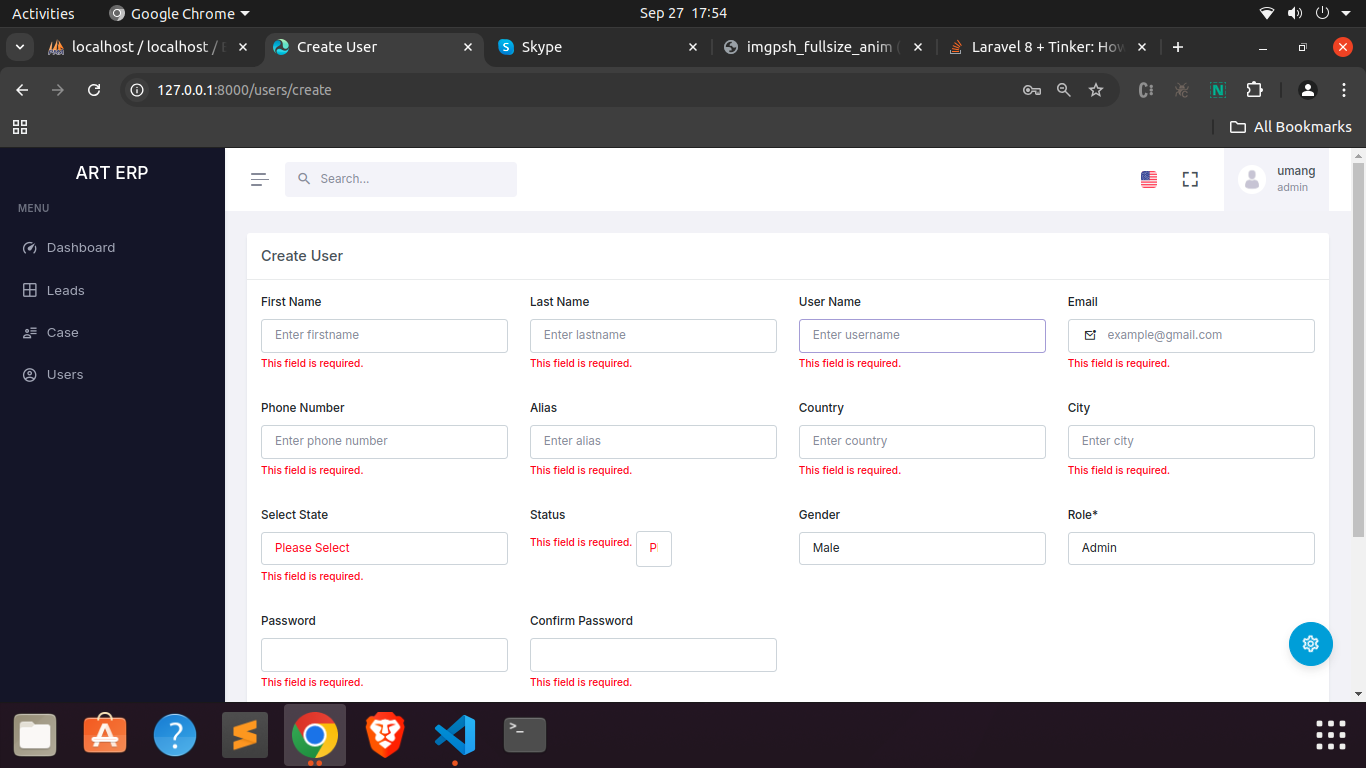 Activities
Google Chrome
Sep 27 17:54
localhost / localhost /
Create User
Skype
imgpsh_fullsize_anim
Laravel 8 + Tinker: How
127.0.0.1:8000/users/create
All Bookmarks
ART ERP
MENU
Dashboard
Leads
Case
Users
Search...
umang
admin
Create User
First Name
Last Name
User Name
Email
Enter firstname
Enter lastname
Enter username
example@gmail.com
This field is required.
This field is required.
This field is required.
This field is required.
Phone Number
Alias
Country
City
Enter phone number
Enter alias
Enter country
Enter city
This field is required.
This field is required.
This field is required.
This field is required.
Select State
Status
Gender
Role*
Please Select
This field is required.
P
Male
Admin
This field is required.
Password
Confirm Password
This field is required.
This field is required.